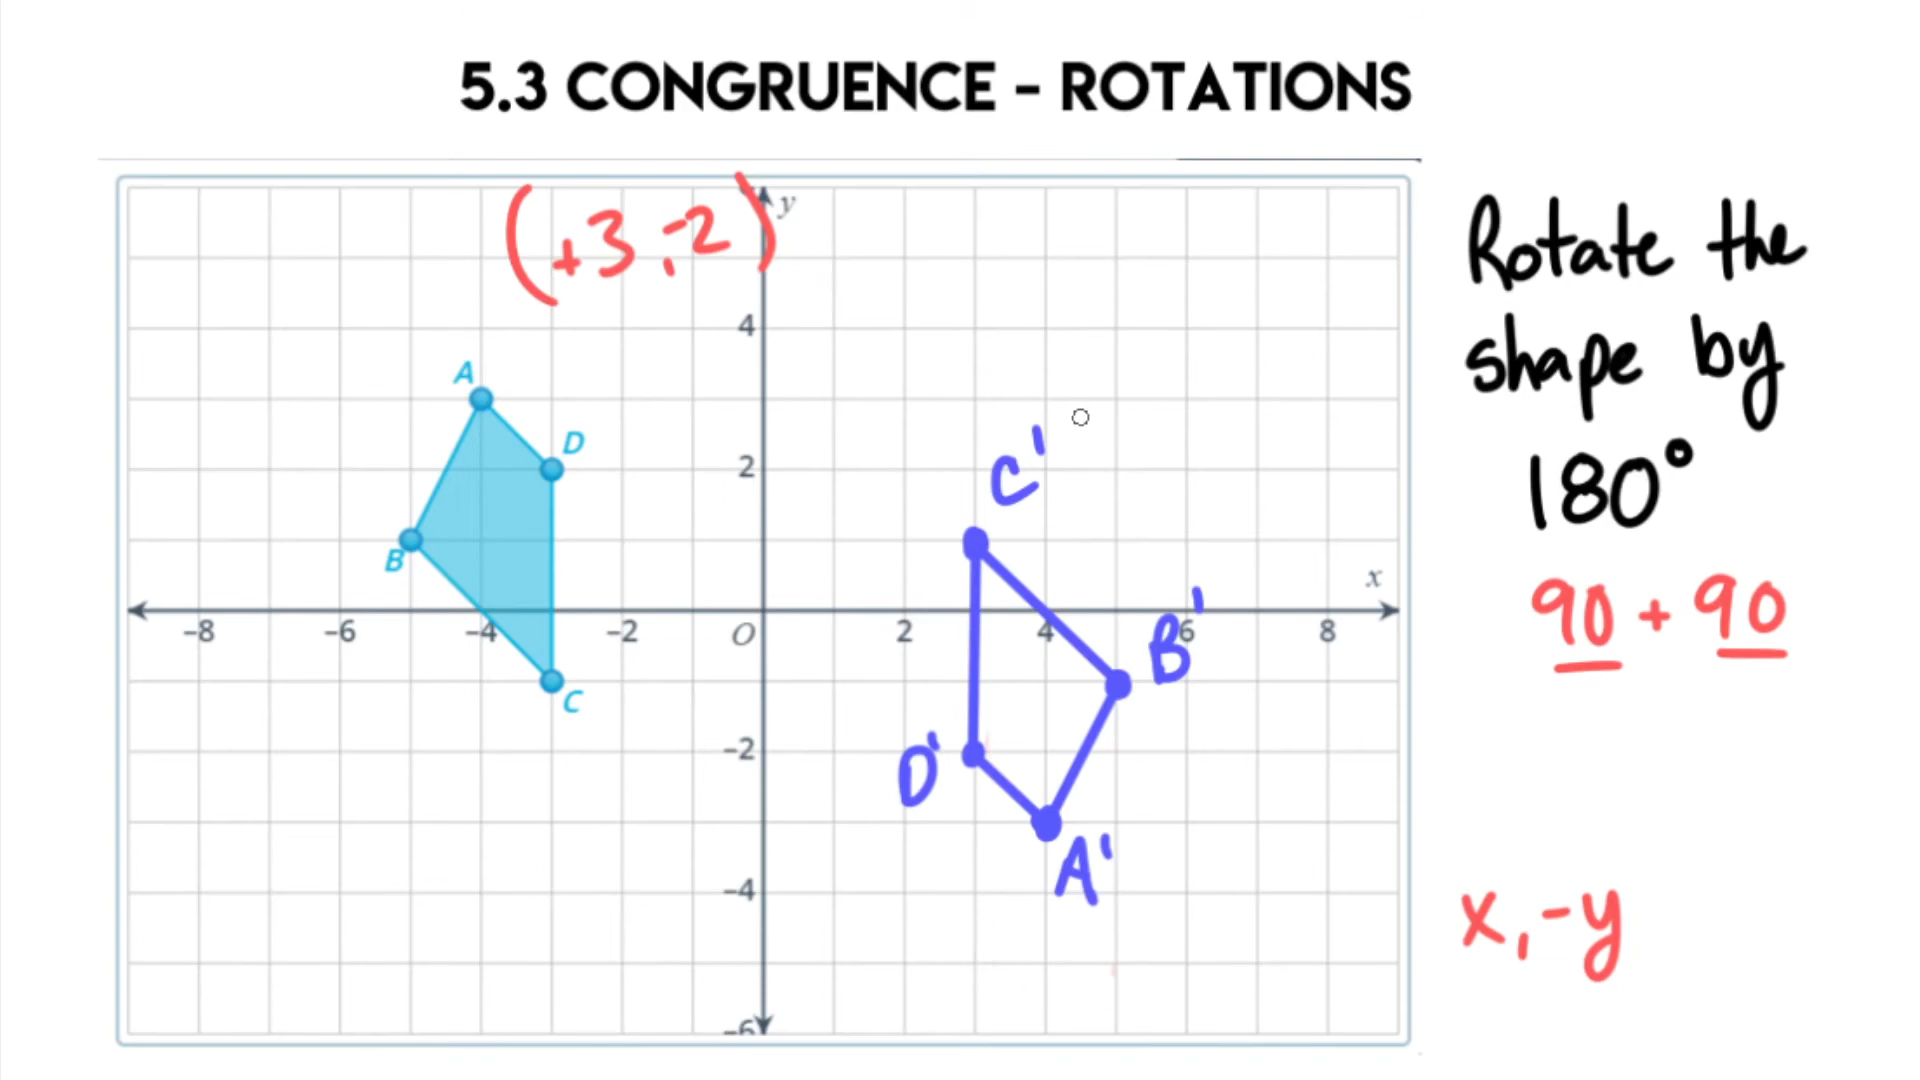 5.3 CONGRUENCE - ROTATIONS
(+3,-2)
y
Rotate the
shape by
180°
90 + 90
4
A
D
2
C'
B
x
-8 -6 -4 -2 O 2 4 6 8
B'
C
-2
D'
A'
-4
x,-y
-6